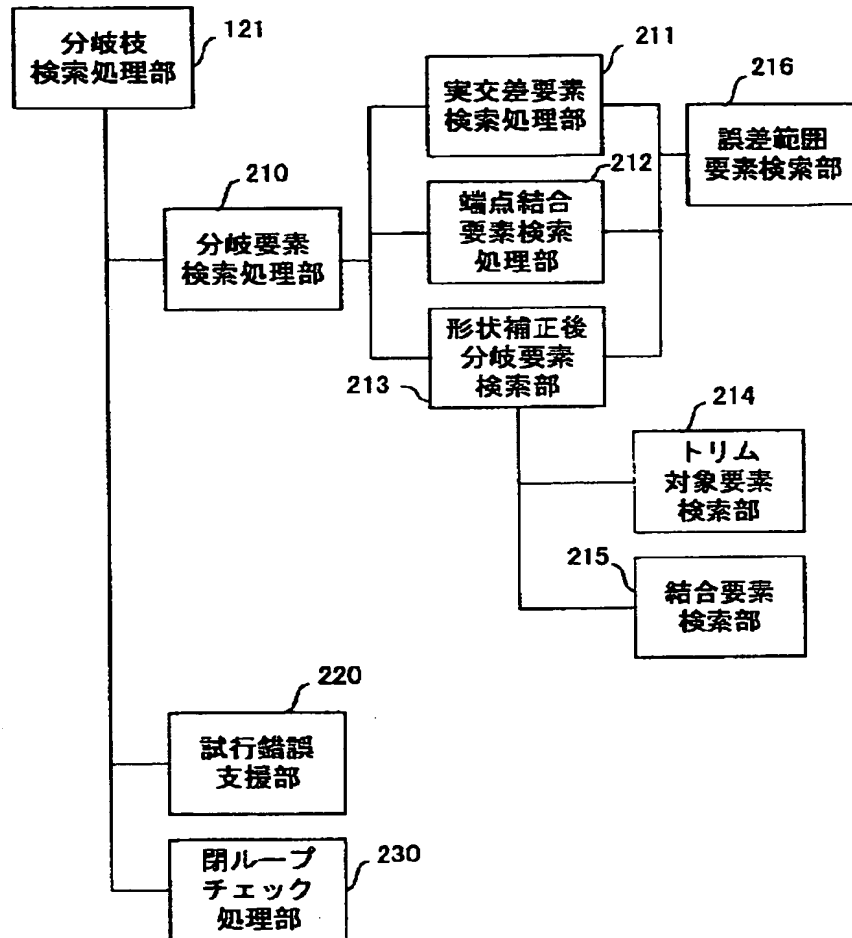 分岐枝
検索処理部
121
210
分岐要素
検索処理部
211
実交差要素
検索処理部
212
端点結合
要素検索
処理部
213
形状補正後
分岐要素
検索部
216
誤差範囲
要素検索部
214
トリム
対象要素
検索部
215
結合要素
検索部
220
試行錯誤
支援部
230
閉ループ
チェック
処理部